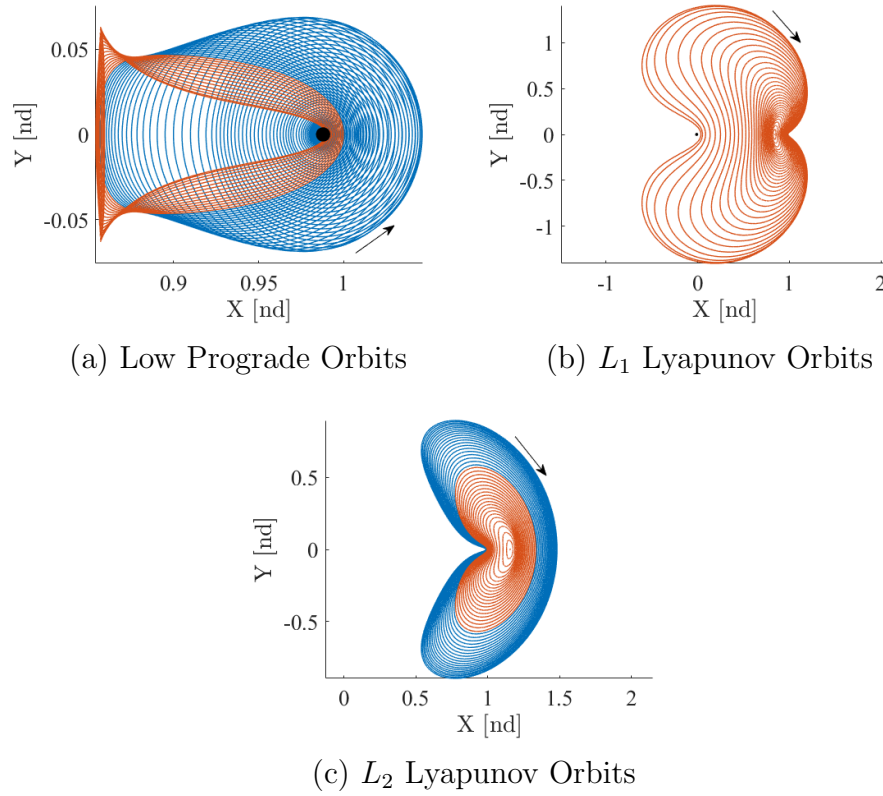 0.05
0
-0.05
Y [nd]
0.9
0.95
1
X [nd]
(a) Low Prograde Orbits
1
0.5
0
-0.5
-1
Y [nd]
-1
0
1
2
X [nd]
(b) L₁ Lyapunov Orbits
0.5
0
-0.5
Y [nd]
0
0.5
1
1.5
2
X [nd]
(c) L₂ Lyapunov Orbits